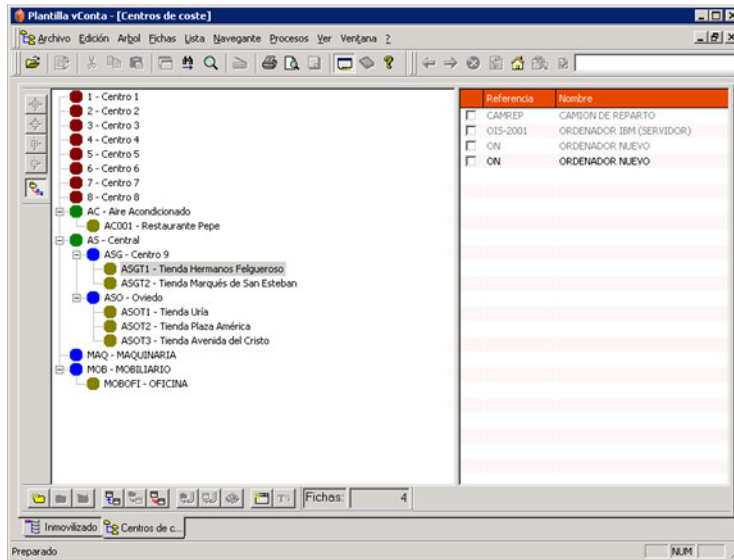 Plantilla vConta - [Centros de coste]
Archivo Edición Arbol Fichas Lista Navegante Procesos Ver Ventana ?
1 - Centro 1
2 - Centro 2
3 - Centro 3
4 - Centro 4
5 - Centro 5
6 - Centro 6
7 - Centro 7
8 - Centro 8
AC - Aire Acondicionado
AC001 - Restaurante Pepe
AS - Central
ASG - Centro 9
ASGT1 - Tienda Hermanos Felgueroso
ASGT2 - Tienda Marqués de San Esteban
ASO - Oviedo
ASOT1 - Tienda Uría
ASOT2 - Tienda Plaza América
ASOT3 - Tienda Avenida del Cristo
MAQ - MAQUINARIA
MOB - MOBILIARIO
MOBOFI - OFICINA
Referencia Nombre
CAMREP CAMION DE REPARTO
OIS-2001 ORDENADOR IBM (SERVIDOR)
ON ORDENADOR NUEVO
ON ORDENADOR NUEVO
Fichas: 4
Inmovilizado Centros de c...
Preparado NUM